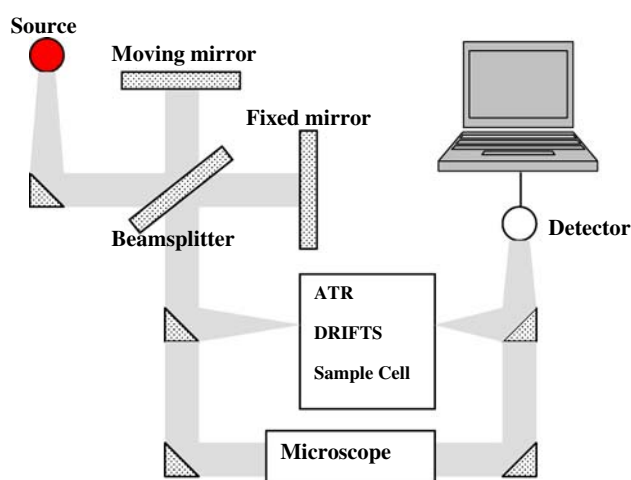 Source
Moving mirror
Fixed mirror
Beamsplitter
Detector
ATR
DRIFTS
Sample Cell
Microscope